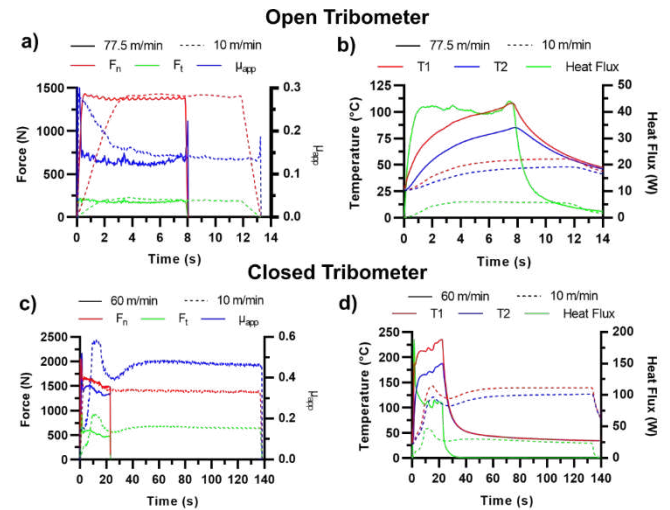 Open Tribometer
a)
77.5 m/min 10 m/min
Fn Ft μapp
1500
1000
500
0
Force (N)
0.3
0.2
0.1
0.0
μapp
0 2 4 6 8 10 12 14
Time (s)
b)
77.5 m/min 10 m/min
T1 T2 Heat Flux
125
100
75
50
25
0
Temperature (°C)
50
40
30
20
10
0
Heat Flux (W)
0 2 4 6 8 10 12 14
Time (s)
Closed Tribometer
c)
60 m/min 10 m/min
Fn Ft μapp
2500
2000
1500
1000
500
0
Force (N)
0.6
0.4
0.2
0.0
μapp
0 20 40 60 80 100 120 140
Time (s)
d)
60 m/min 10 m/min
T1 T2 Heat Flux
250
200
150
100
50
0
Temperature (°C)
200
150
100
50
0
Heat Flux (W)
0 20 40 60 80 100 120 140
Time (s)